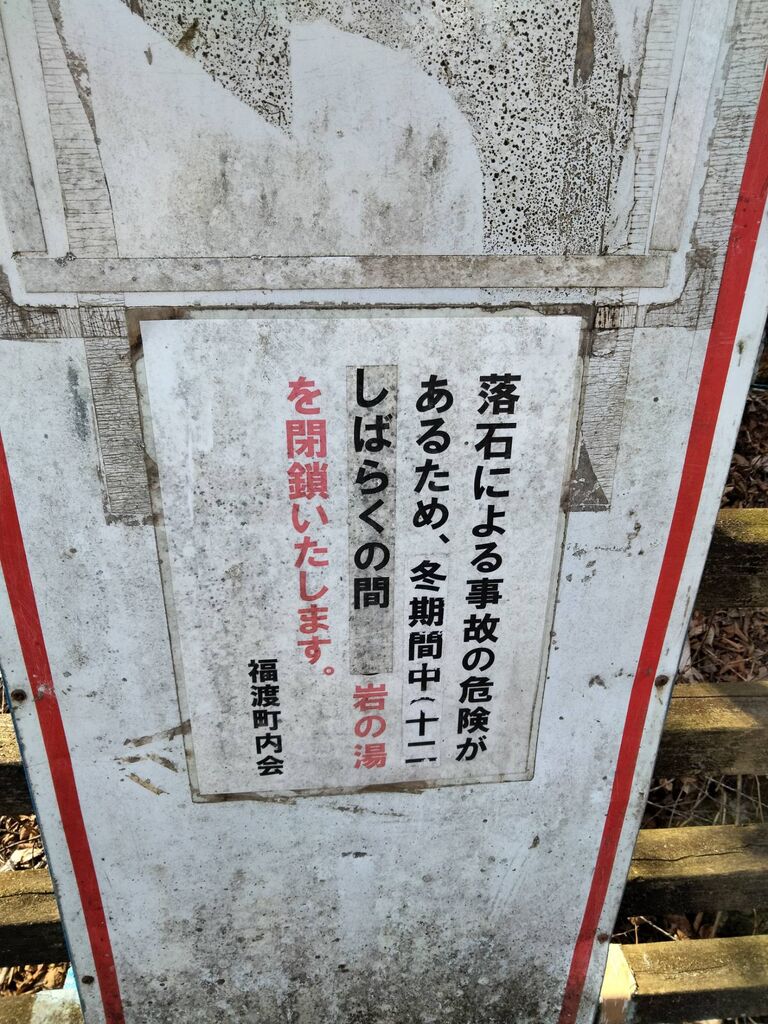 落石による事故の危険が
あるため、冬期間中(十二
しばらくの間 )岩の湯
を閉鎖いたします。
福渡町内会